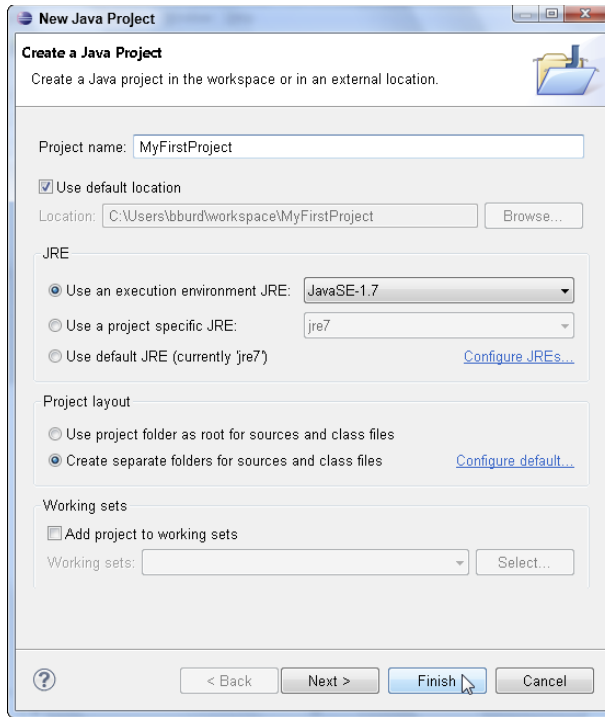 New Java Project
Create a Java Project
Create a Java project in the workspace or in an external location.
Project name: MyFirstProject
Use default location
Location: C:\Users\bburd\workspace\MyFirstProject Browse...
JRE
Use an execution environment JRE: JavaSE-1.7
Use a project specific JRE: jre7
Use default JRE (currently 'jre7') Configure JREs...
Project layout
Use project folder as root for sources and class files
Create separate folders for sources and class files Configure default...
Working sets
Add project to working sets
Working sets: Select...
? < Back Next > Finish Cancel